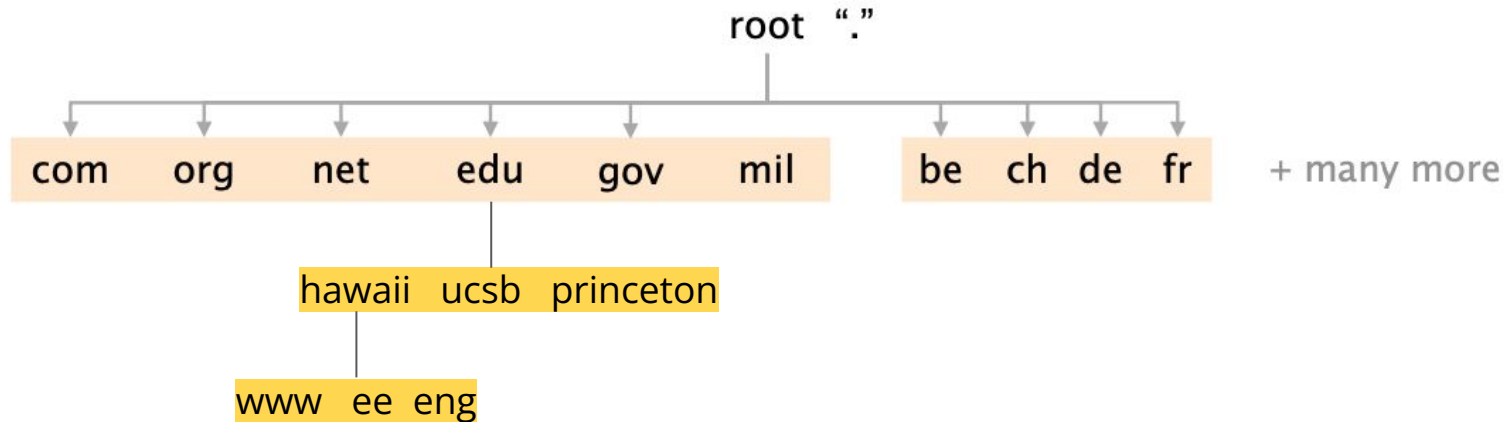 root “.”
com org net edu gov mil be ch de fr + many more
hawaii ucsb princeton
www ee eng